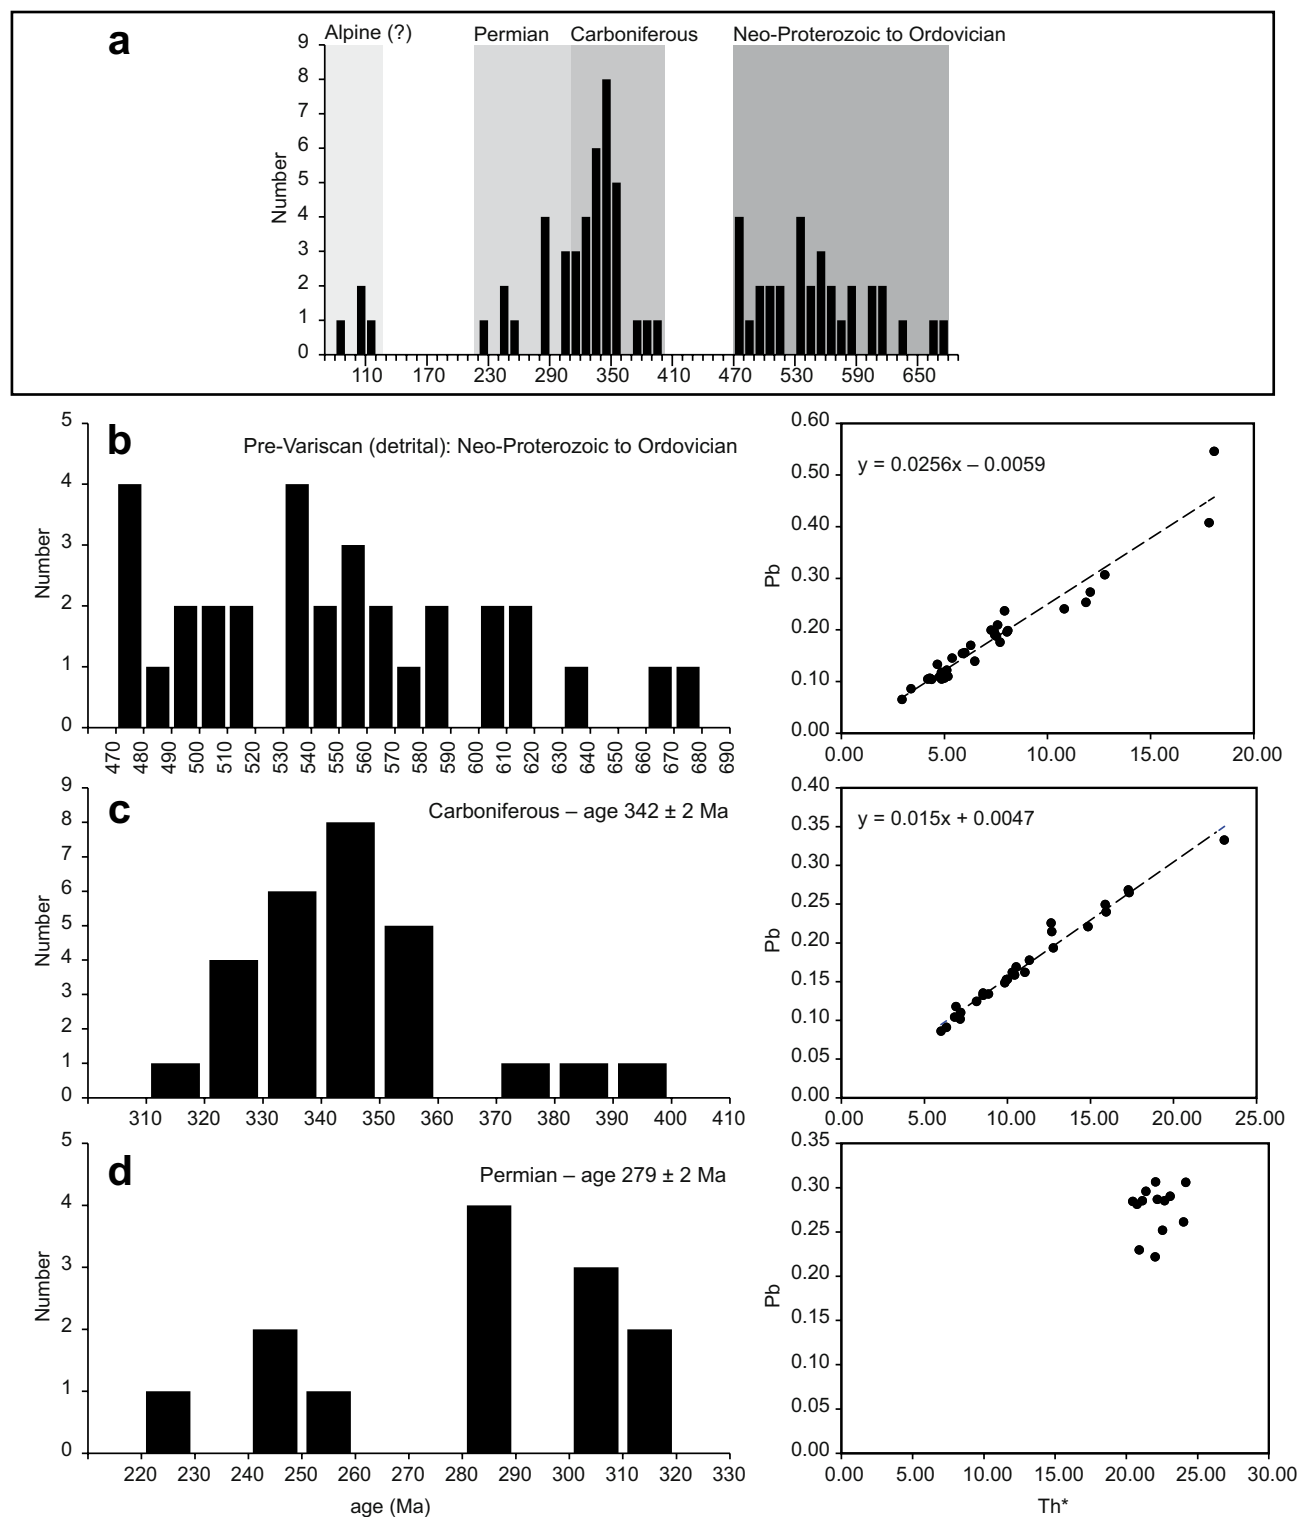 a
Alpine (?) Permian Carboniferous Neo-Proterozoic to Ordovician
9
8
7
6
5
4
3
2
1
0
Number
110 170 230 290 350 410 470 530 590 650
b
Pre-Variscan (detrital): Neo-Proterozoic to Ordovician
5
4
3
2
1
0
Number
470 480 490 500 510 520 530 540 550 560 570 580 590 600 610 620 630 640 650 660 670 680 690
y = 0.0256x – 0.0059
0.60
0.50
0.40
0.30
0.20
0.10
0.00
Pb
0.00 5.00 10.00 15.00 20.00
c
Carboniferous – age 342 ± 2 Ma
9
8
7
6
5
4
3
2
1
0
Number
310 320 330 340 350 360 370 380 390 400 410
y = 0.015x + 0.0047
0.40
0.35
0.30
0.25
0.20
0.15
0.10
0.05
0.00
Pb
0.00 5.00 10.00 15.00 20.00 25.00
d
Permian – age 279 ± 2 Ma
5
4
3
2
1
0
Number
220 230 240 250 260 270 280 290 300 310 320 330
age (Ma)
0.35
0.30
0.25
0.20
0.15
0.10
0.05
0.00
Pb
0.00 5.00 10.00 15.00 20.00 25.00 30.00
Th*